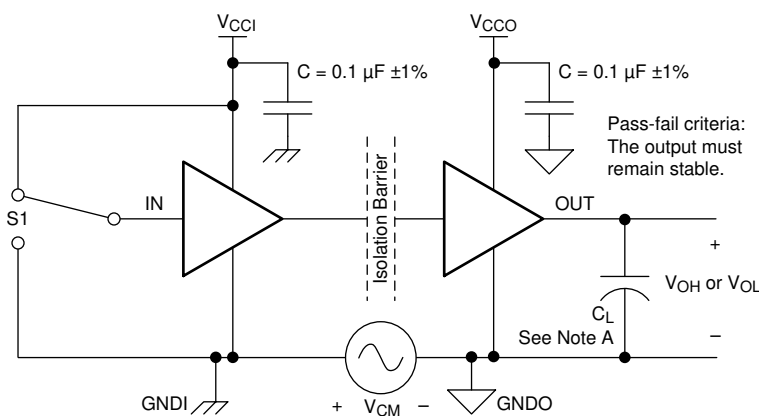 VCCI
VCCO
C = 0.1 µF ±1%
C = 0.1 µF ±1%
Pass-fail criteria:
The output must
remain stable.
Isolation Barrier
IN
OUT
S1
+
VOH or VOL
CL
See Note A
–
GNDI
+ VCM –
GNDO